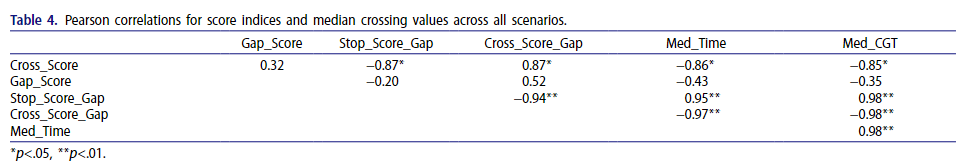 Table 4. Pearson correlations for score indices and median crossing values across all scenarios.
Gap_Score Stop_Score_Gap Cross_Score_Gap Med_Time Med_CGT
Cross_Score 0.32 −0.87* 0.87* −0.86* −0.85*
Gap_Score −0.20 0.52 −0.43 −0.35
Stop_Score_Gap −0.94** 0.95** 0.98**
Cross_Score_Gap −0.97** −0.98**
Med_Time 0.98**
*p<.05, **p<.01.